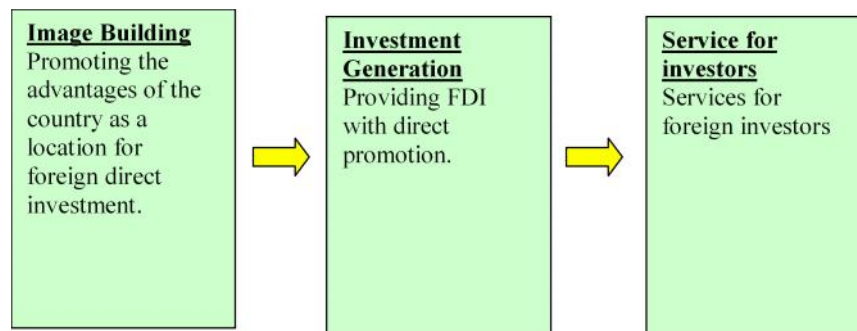 Image Building
Promoting the
advantages of the
country as a
location for
foreign direct
investment.
Investment
Generation
Providing FDI
with direct
promotion.
Service for
investors
Services for
foreign investors